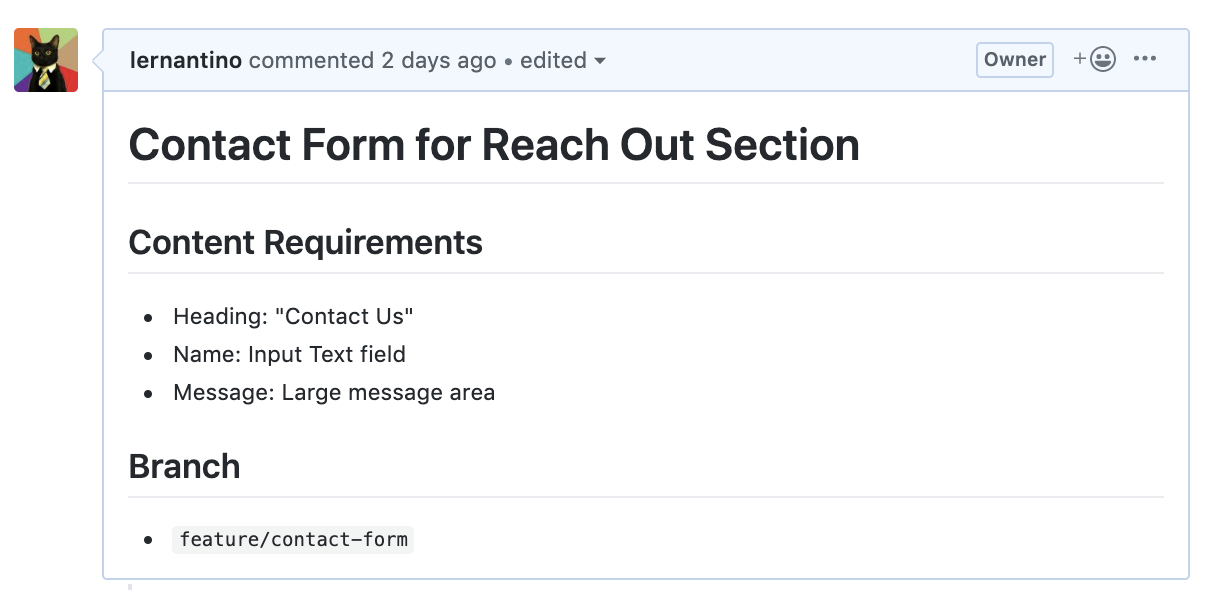 lernantino commented 2 days ago • edited
Owner
Contact Form for Reach Out Section
Content Requirements
• Heading: "Contact Us"
• Name: Input Text field
• Message: Large message area
Branch
• feature/contact-form